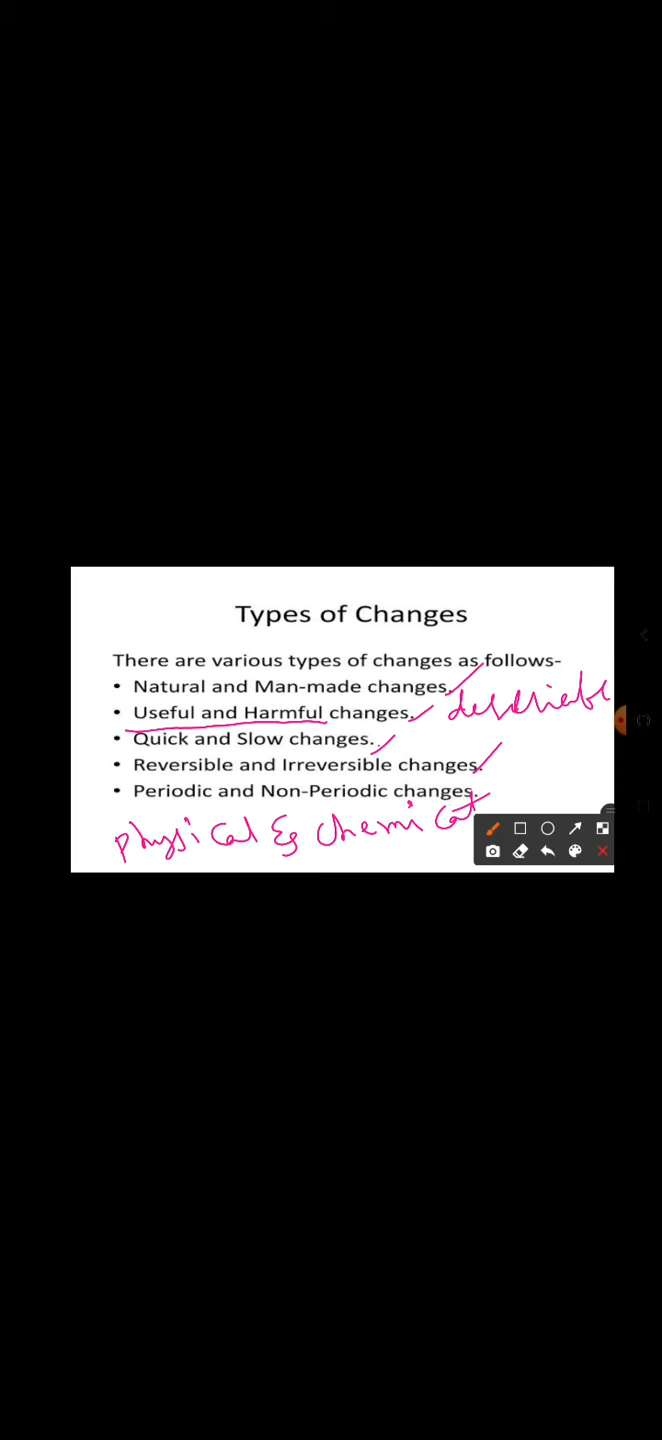 Types of Changes
There are various types of changes as follows-
• Natural and Man-made changes.
• Useful and Harmful changes.
• Quick and Slow changes.
• Reversible and Irreversible changes.
• Periodic and Non-Periodic changes.
Physical & Chemical